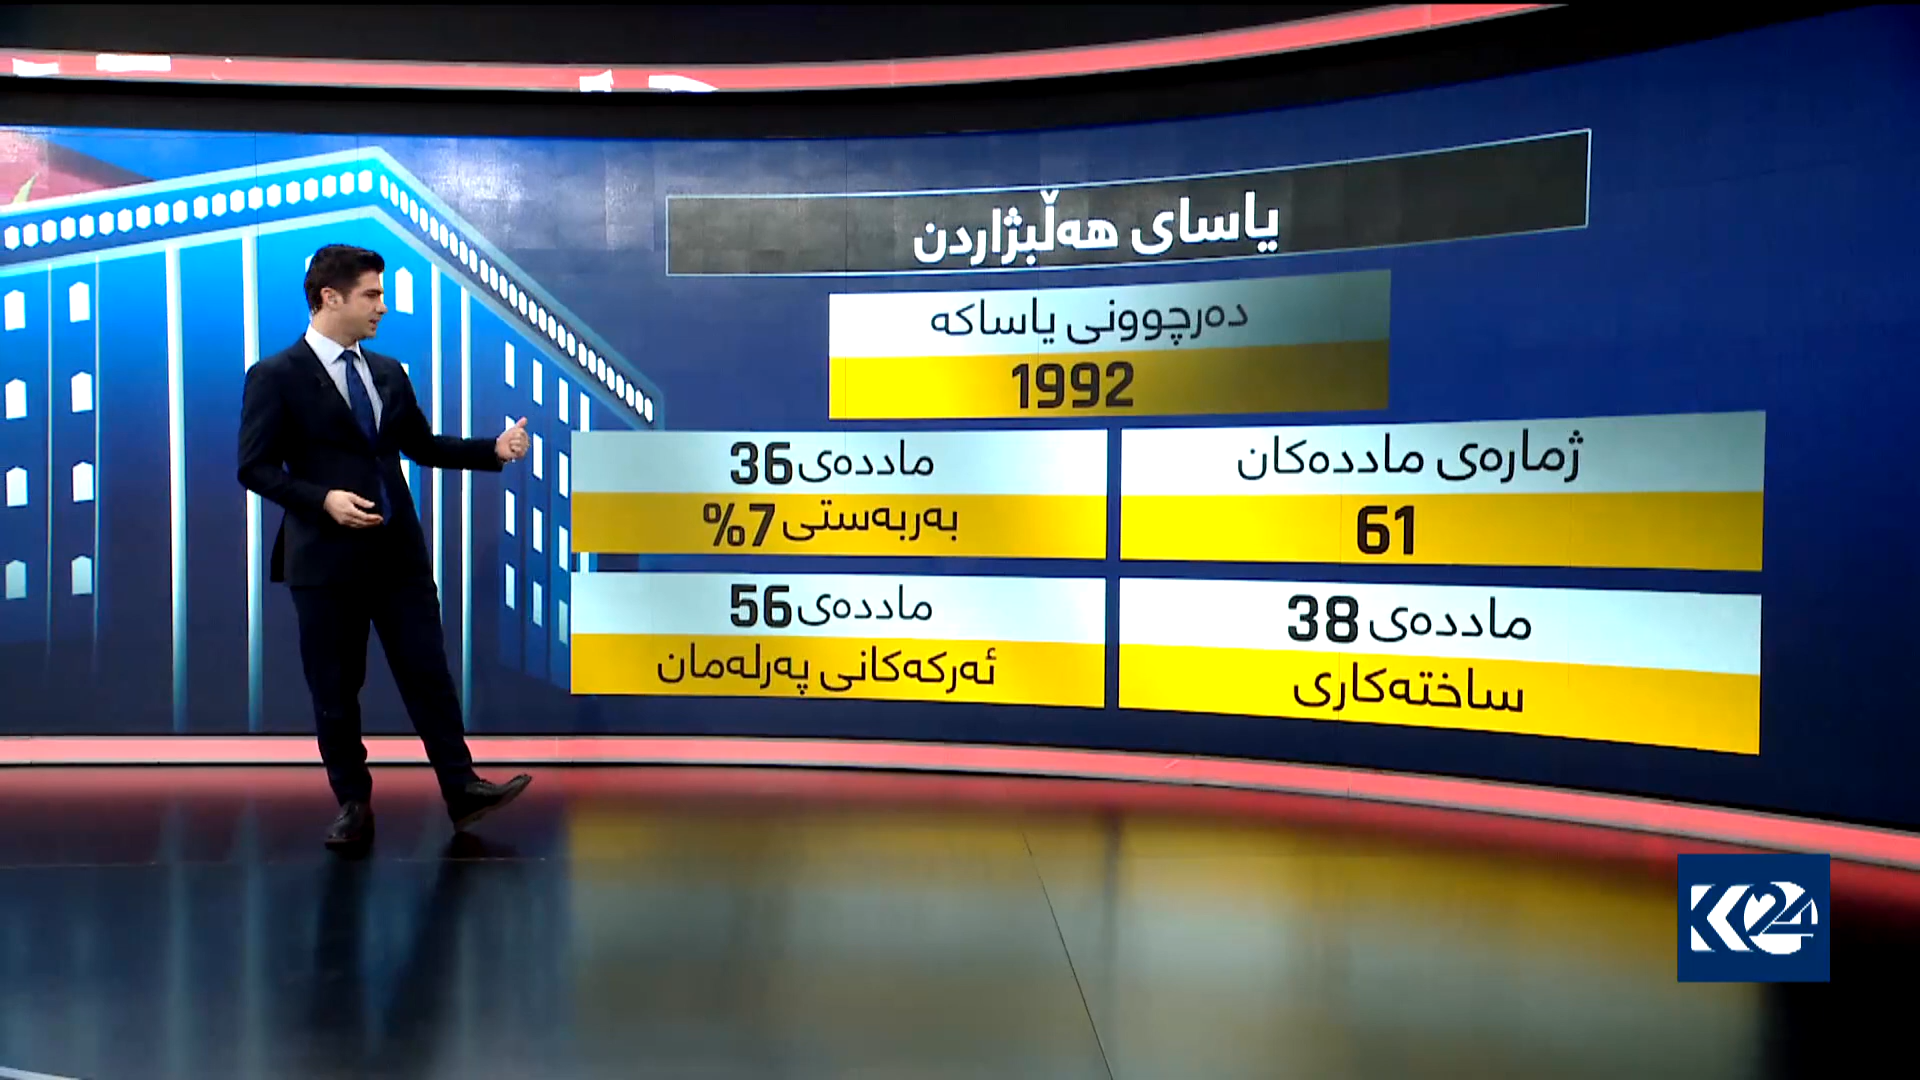 یاسای هەڵبژاردن
دەرچوونی یاساکە
1992
ژمارەی ماددەکان
61
ماددەی 36
بەربەستی 7%
ماددەی 38
ساختەکاری
ماددەی 56
ئەرکەکانی پەرلەمان
K24